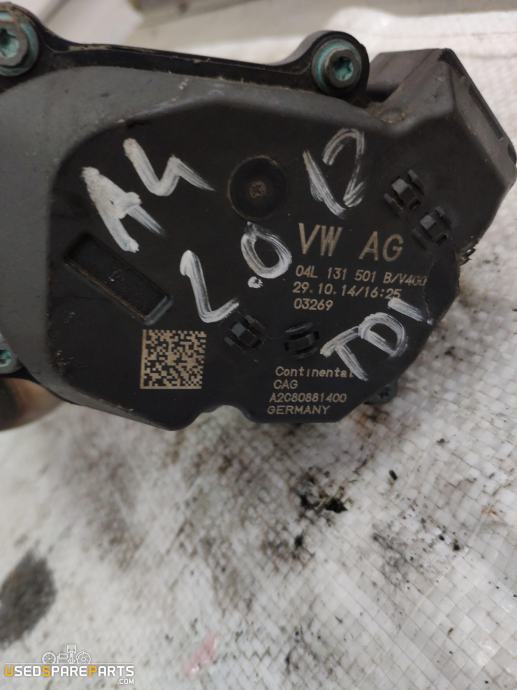 A4
2.0
12
TDI
VW AG
04L 131 501 B/V400
29.10.14/16:25
03269
Continental
CAG
A2C80881400
GERMANY
USEDSPAREPARTS
.COM